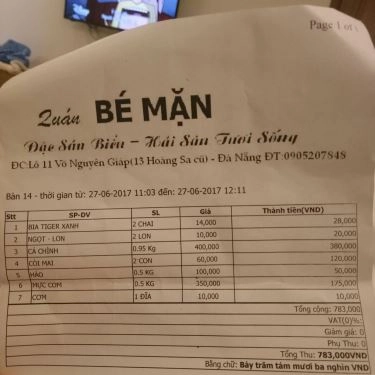 Page 1 of 1
Quán BÉ MẶN
Đặc Sản Biển - Hải Sản Tươi Sống
ĐC:Lô 11 Võ Nguyên Giáp(13 Hoàng Sa cũ) - Đà Nẵng ĐT:0905207848
Bàn 14 - thời gian từ: 27-06-2017 11:03 đến: 27-06-2017 12:11
Stt SP-DV SL Giá Thành tiền(VND)
1 BIA TIGER XANH 2 CHAI 14,000 28,000
2 NGỌT - LON 2 LON 10,000 20,000
3 CÁ CHÌNH 0.95 Kg 400,000 380,000
4 CÒI MAI 2 CON 60,000 120,000
5 HÀO 0.5 KG 100,000 50,000
6 MỰC COM 0.5 KG 350,000 175,000
7 CƠM 1 DĨA 10,000 10,000
Tổng cộng: 783,000
VAT(0)%:
Giảm giá: 0
Phụ Thu: 0
Tổng Thu: 783,000VND
Bằng chữ: Bảy trăm tám mươi ba nghìn VND